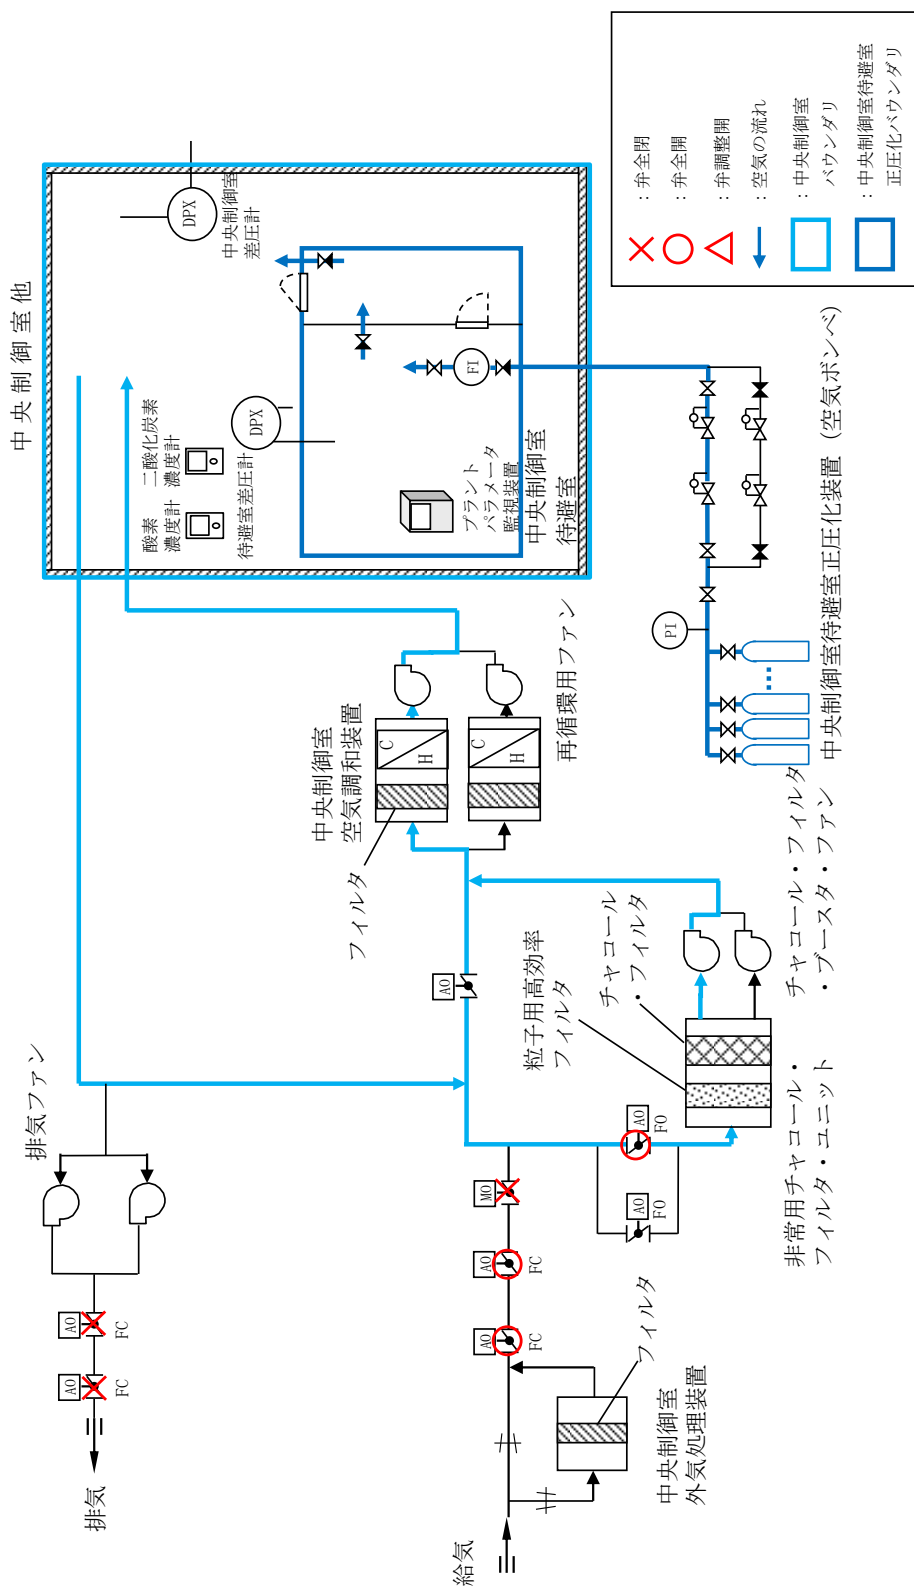 中央制御室他
DPX
中央制御室
差圧計
二酸化炭素
濃度計
酸素
濃度計
DPX
待避室差圧計
FI
プラント
パラメータ
監視装置
中央制御室
待避室
：弁全閉
：弁全開
：弁調整開
：空気の流れ
：中央制御室
バウンダリ
：中央制御室待避室
正圧化バウンダリ
PI
中央制御室待避室正圧化装置（空気ボンベ）
中央制御室
空気調和装置
フィルタ
C
H
C
H
再循環用ファン
排気ファン
AO
粒子用高効率
フィルタ
チャコール
・フィルタ
チャコール・フィルタ
・ブースタ・ファン
非常用チャコール・
フィルタ・ユニット
AO
FO
AO
FO
MO
AO
FC
AO
FC
AO
FC
AO
FC
排気
給気
フィルタ
中央制御室
外気処理装置